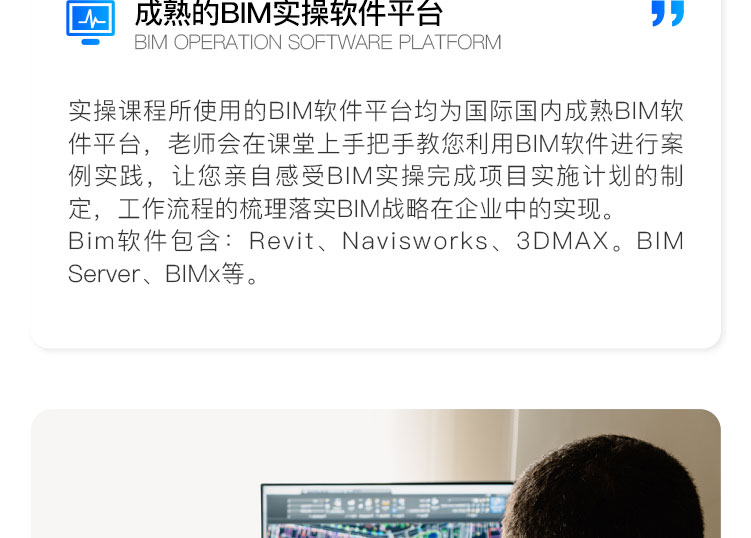 成熟的BIM实操软件平台
BIM OPERATION SOFTWARE PLATFORM
实操课程所使用的BIM软件平台均为国际国内成熟BIM软
件平台，老师会在课堂上手把手教您利用BIM软件进行案
例实践，让您亲自感受BIM实操完成项目实施计划的制
定，工作流程的梳理落实BIM战略在企业中的实现。
Bim软件包含：Revit、Navisworks、3DMAX。BIM
Server、BIMx等。